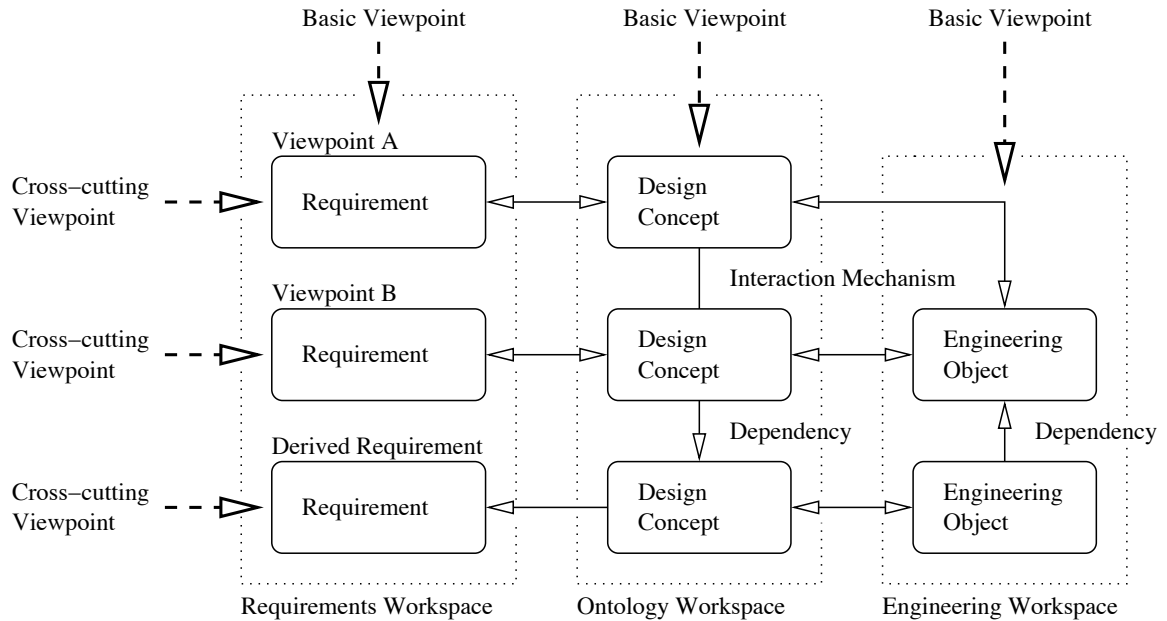 Basic Viewpoint
Basic Viewpoint
Basic Viewpoint
Viewpoint A
Cross−cutting
Viewpoint
Requirement
Design
Concept
Interaction Mechanism
Viewpoint B
Cross−cutting
Viewpoint
Requirement
Design
Concept
Engineering
Object
Dependency
Dependency
Derived Requirement
Cross−cutting
Viewpoint
Requirement
Design
Concept
Engineering
Object
Requirements Workspace
Ontology Workspace
Engineering Workspace